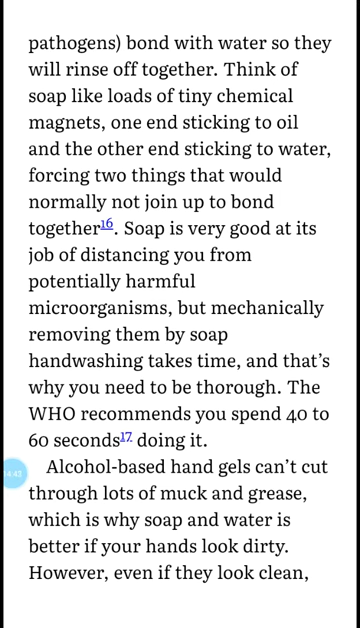 pathogens) bond with water so they
will rinse off together. Think of
soap like loads of tiny chemical
magnets, one end sticking to oil
and the other end sticking to water,
forcing two things that would
normally not join up to bond
together16. Soap is very good at its
job of distancing you from
potentially harmful
microorganisms, but mechanically
removing them by soap
handwashing takes time, and that’s
why you need to be thorough. The
WHO recommends you spend 40 to
60 seconds17 doing it.
Alcohol-based hand gels can’t cut
through lots of muck and grease,
which is why soap and water is
better if your hands look dirty.
However, even if they look clean,